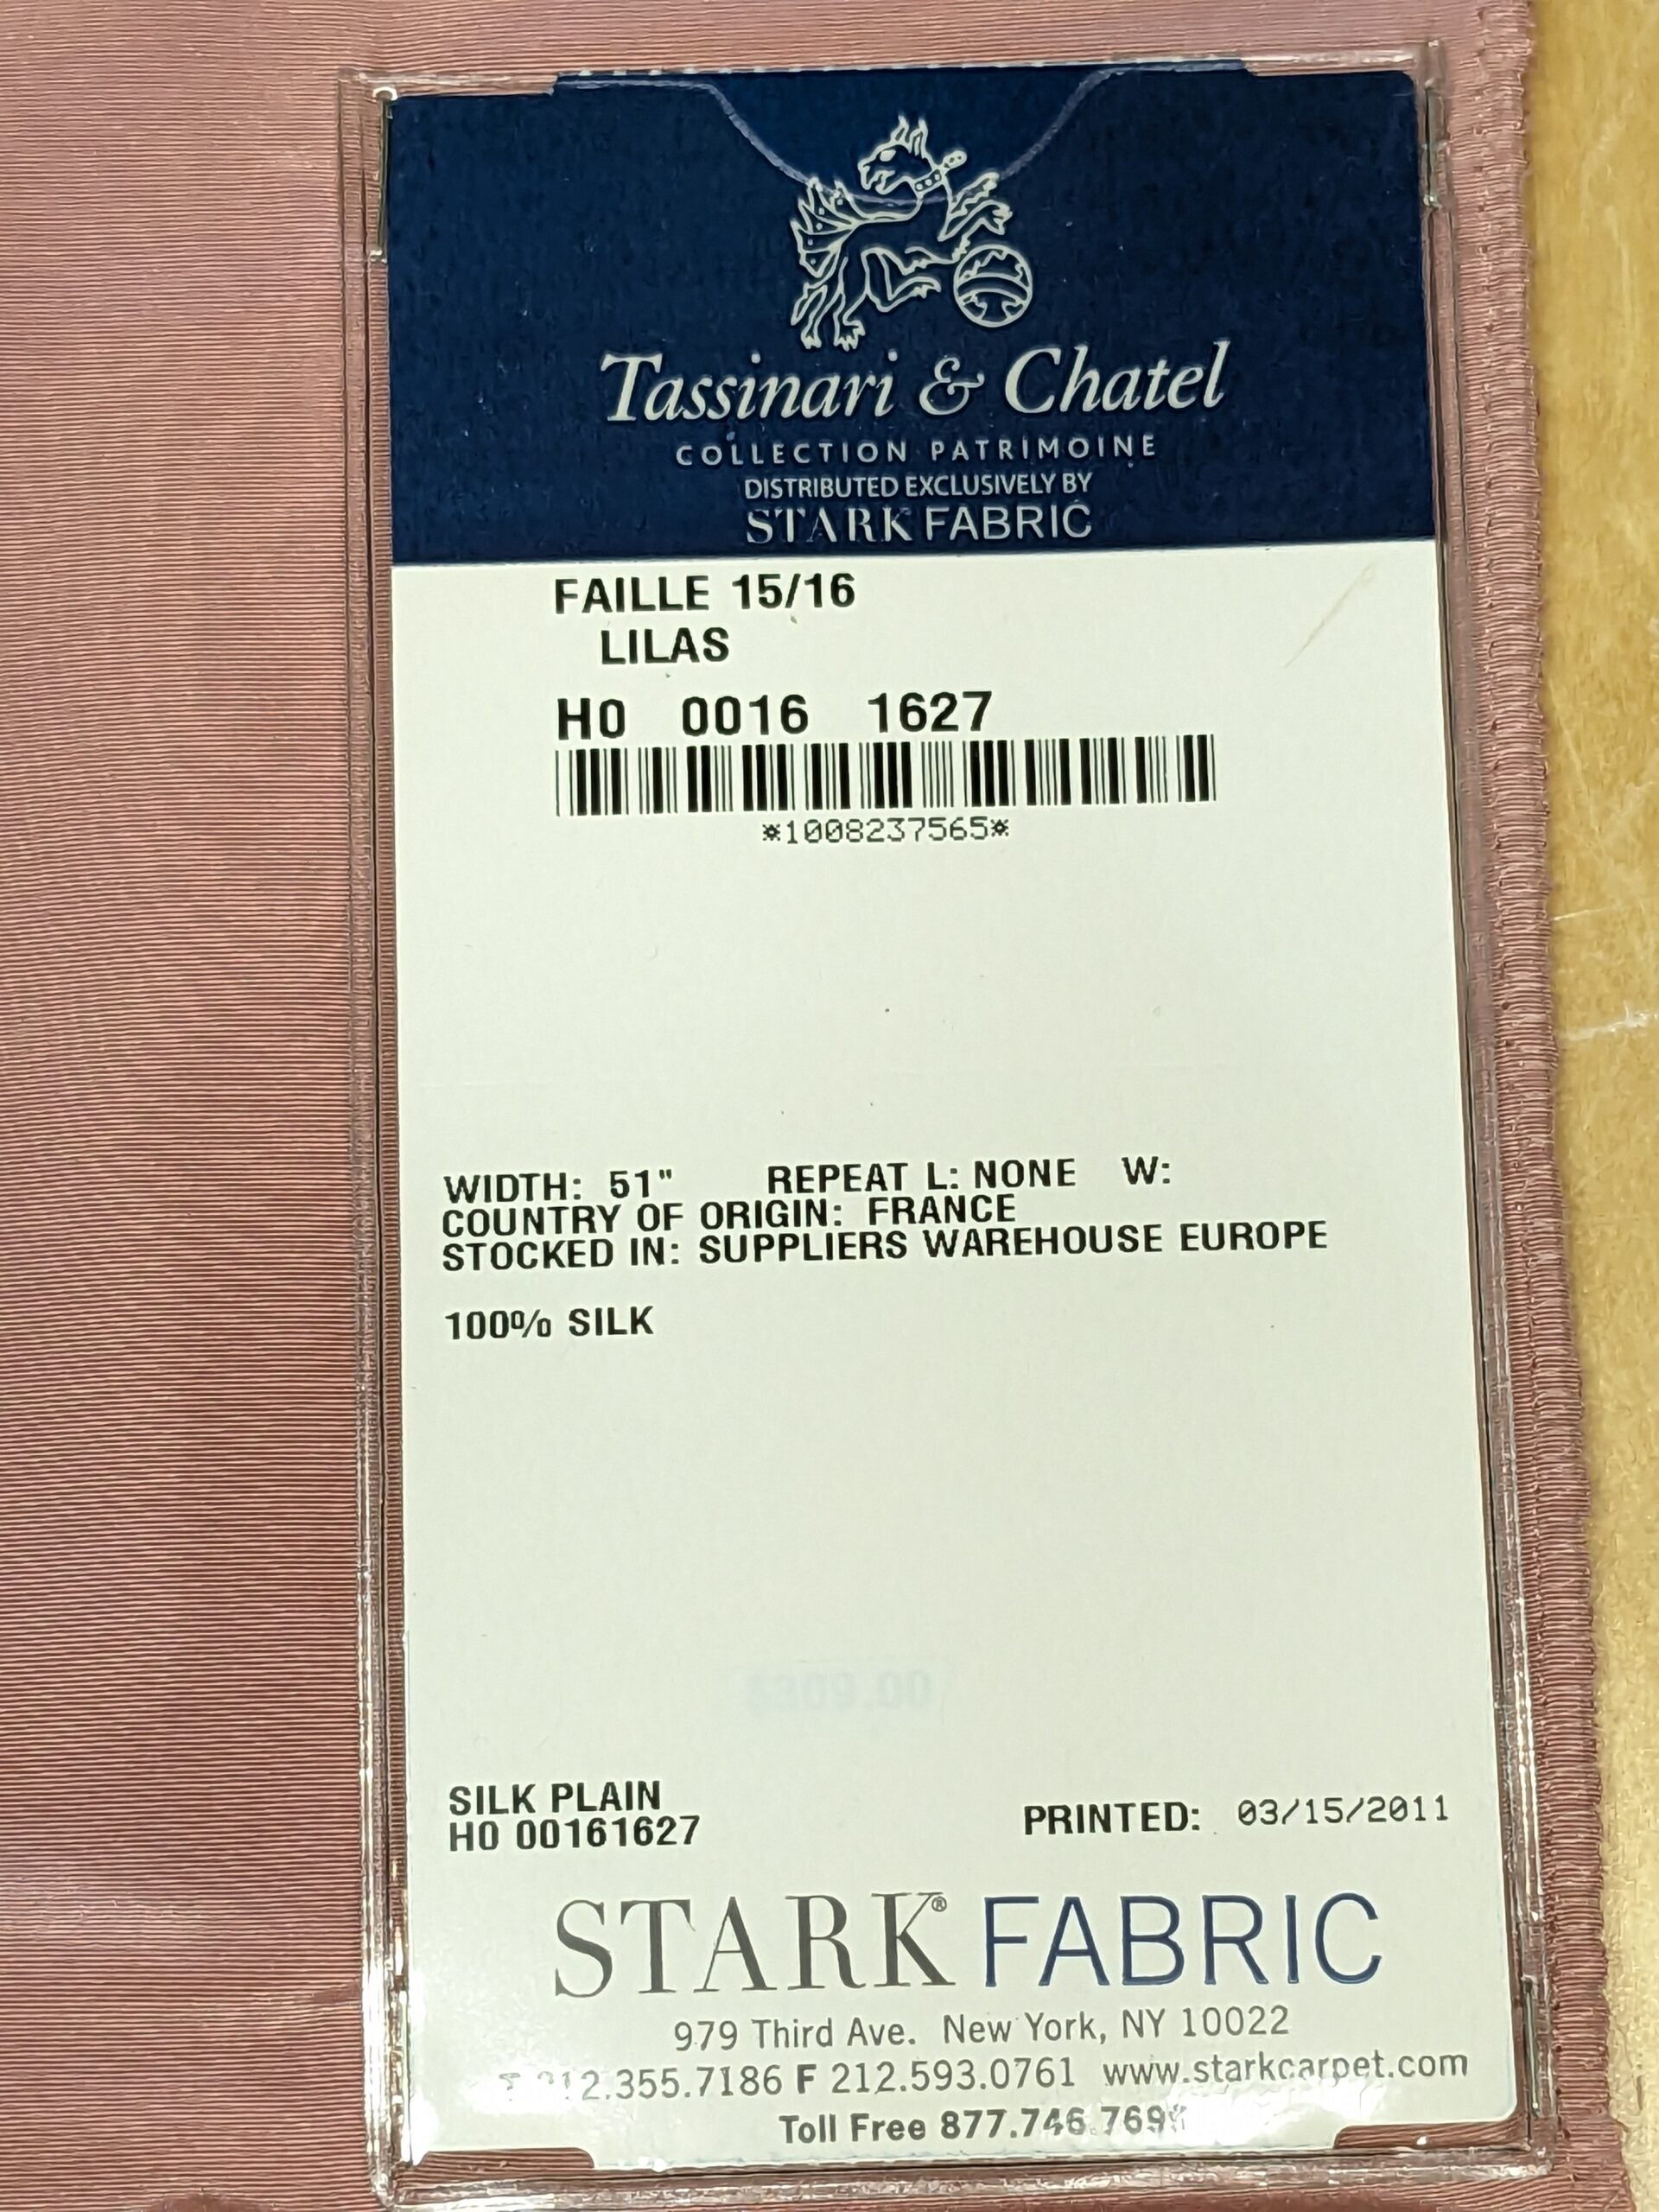 Tassinari & Chatel
COLLECTION PATRIMOINE
DISTRIBUTED EXCLUSIVELY BY
STARK FABRIC
FAILLE 15/16
LILAS
H0 0016 1627
*1008237565*
WIDTH: 51" REPEAT L: NONE W:
COUNTRY OF ORIGIN: FRANCE
STOCKED IN: SUPPLIERS WAREHOUSE EUROPE
100% SILK
SILK PLAIN
H0 00161627
PRINTED: 03/15/2011
STARK® FABRIC
979 Third Ave. New York, NY 10022
F 212.593.0761 www.starkcarpet.com
Toll Free